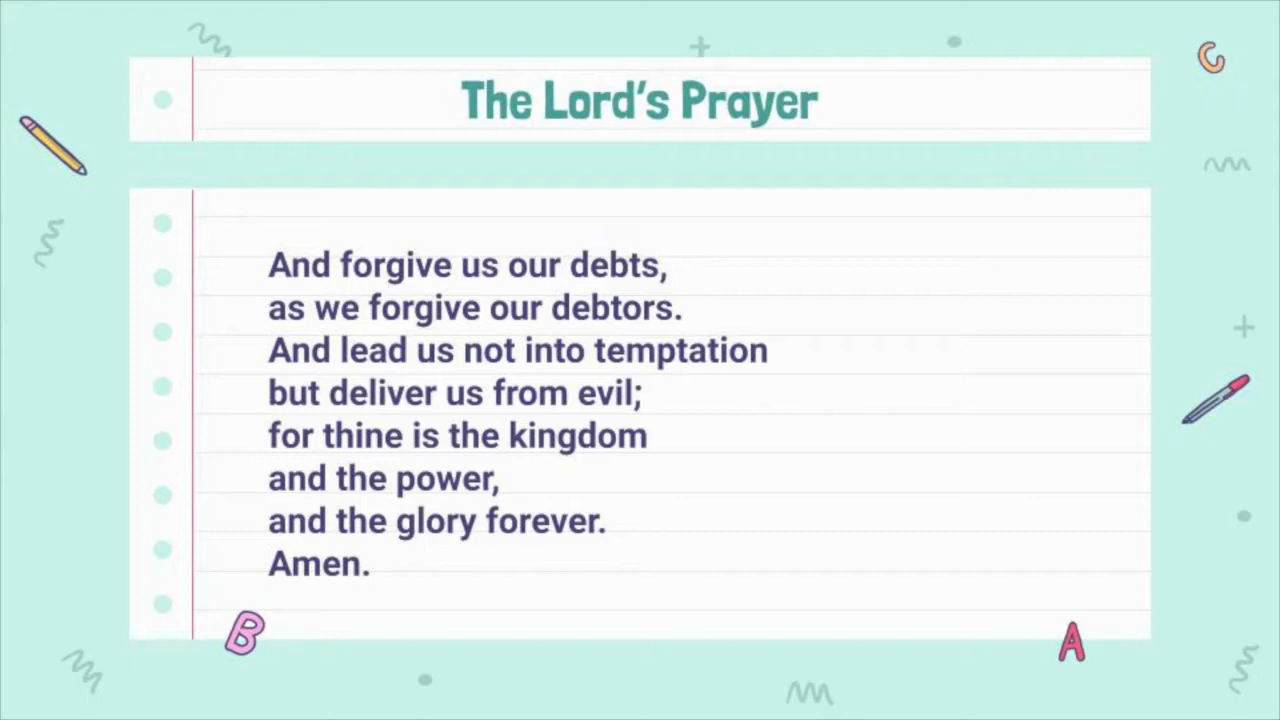 The Lord's Prayer
And forgive us our debts,
as we forgive our debtors.
And lead us not into temptation
but deliver us from evil;
for thine is the kingdom
and the power,
and the glory forever.
Amen.
C
B
A